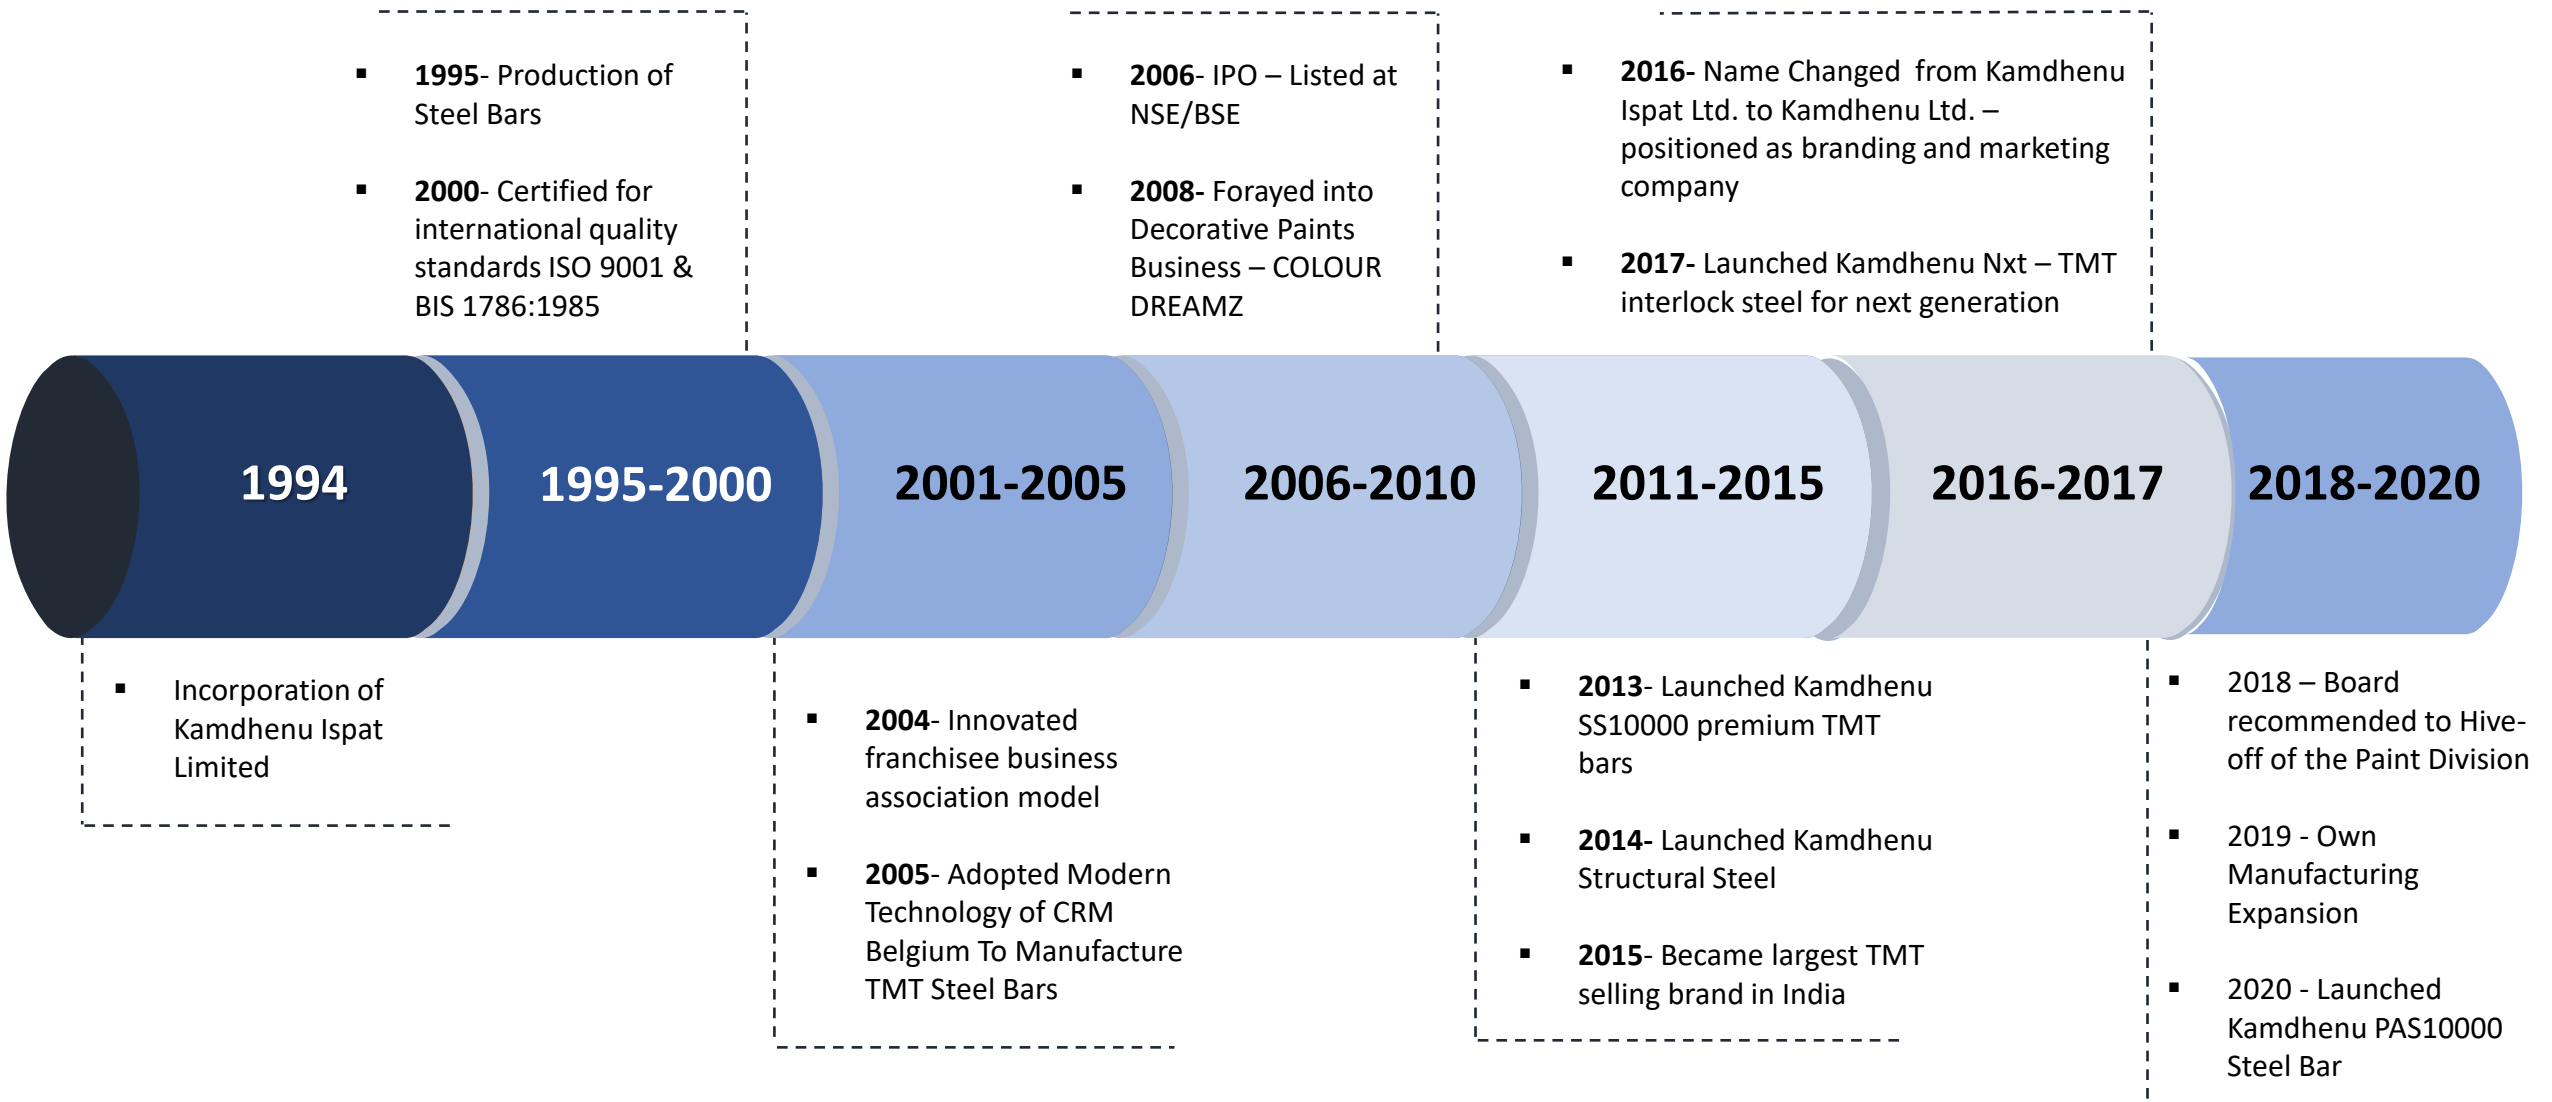 1995- Production of
Steel Bars
2000- Certified for
international quality
standards ISO 9001 &
BIS 1786:1985
2006- IPO – Listed at
NSE/BSE
2008- Forayed into
Decorative Paints
Business – COLOUR
DREAMZ
2016- Name Changed from Kamdhenu
Ispat Ltd. to Kamdhenu Ltd. –
positioned as branding and marketing
company
2017- Launched Kamdhenu Nxt – TMT
interlock steel for next generation
1994
1995-2000
2001-2005
2006-2010
2011-2015
2016-2017
2018-2020
Incorporation of
Kamdhenu Ispat
Limited
2004- Innovated
franchisee business
association model
2005- Adopted Modern
Technology of CRM
Belgium To Manufacture
TMT Steel Bars
2013- Launched Kamdhenu
SS10000 premium TMT
bars
2014- Launched Kamdhenu
Structural Steel
2015- Became largest TMT
selling brand in India
2018 – Board
recommended to Hive-
off of the Paint Division
2019 - Own
Manufacturing
Expansion
2020 - Launched
Kamdhenu PAS10000
Steel Bar